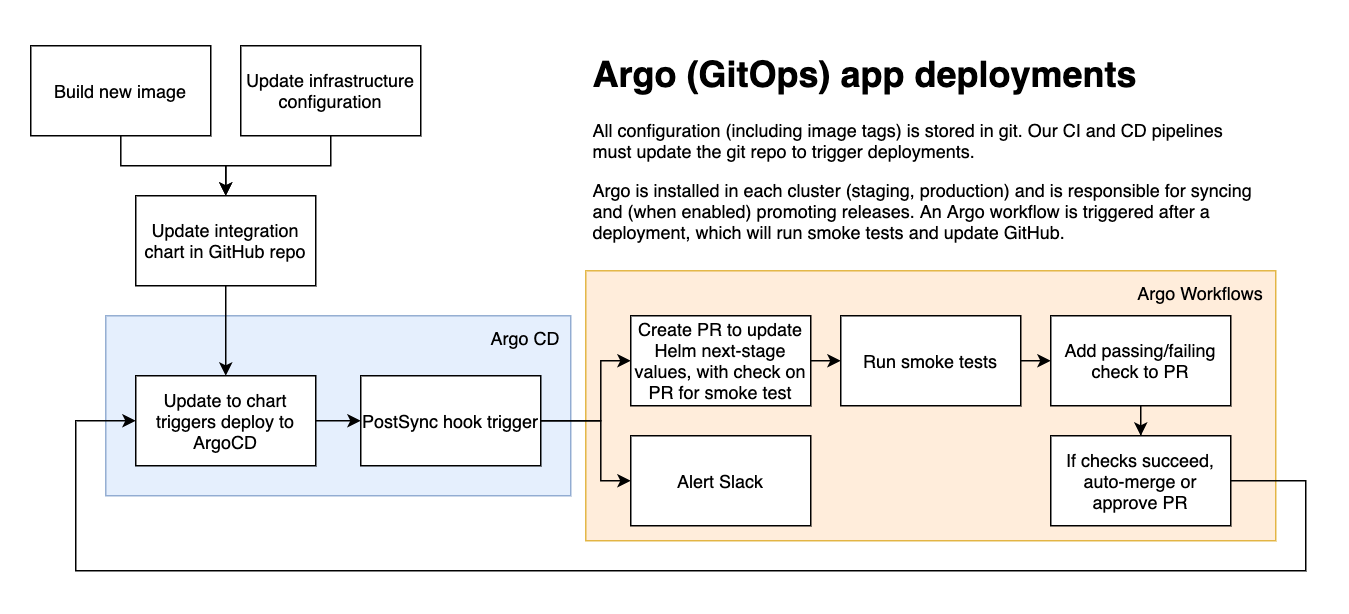 Build new image
Update infrastructure
configuration
Argo (GitOps) app deployments
All configuration (including image tags) is stored in git. Our CI and CD pipelines
must update the git repo to trigger deployments.
Argo is installed in each cluster (staging, production) and is responsible for syncing
and (when enabled) promoting releases. An Argo workflow is triggered after a
deployment, which will run smoke tests and update GitHub.
Update integration
chart in GitHub repo
Argo CD
Update to chart
triggers deploy to
ArgoCD
PostSync hook trigger
Argo Workflows
Create PR to update
Helm next-stage
values, with check on
PR for smoke test
Run smoke tests
Add passing/failing
check to PR
Alert Slack
If checks succeed,
auto-merge or
approve PR